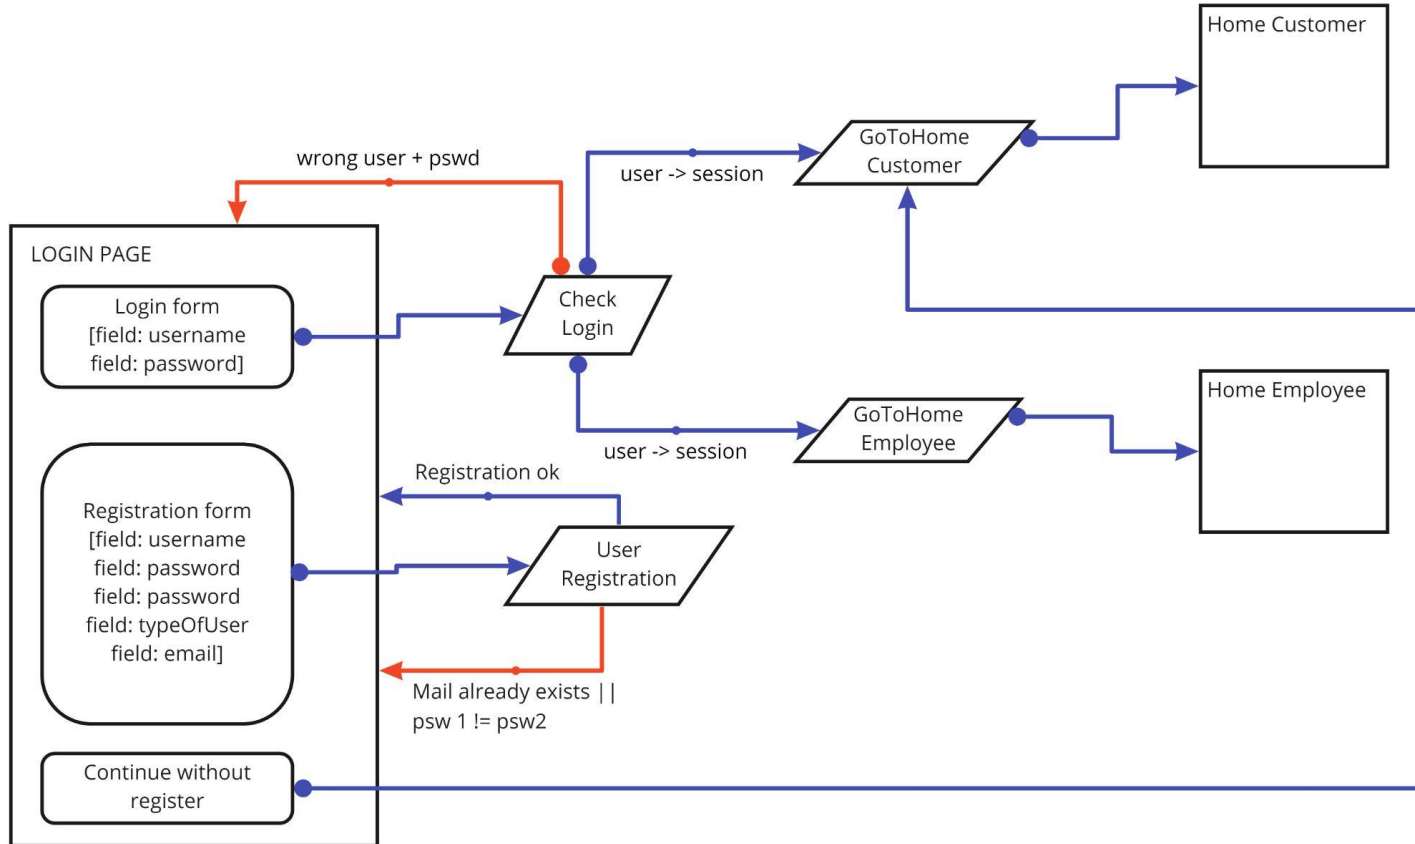 Home Customer
GoToHome
Customer
wrong user + pswd
user -> session
LOGIN PAGE
Login form
[field: username
field: password]
Check
Login
Home Employee
GoToHome
Employee
user -> session
Registration ok
Registration form
[field: username
field: password
field: password
field: typeOfUser
field: email]
User
Registration
Mail already exists ||
psw 1 != psw2
Continue without
register